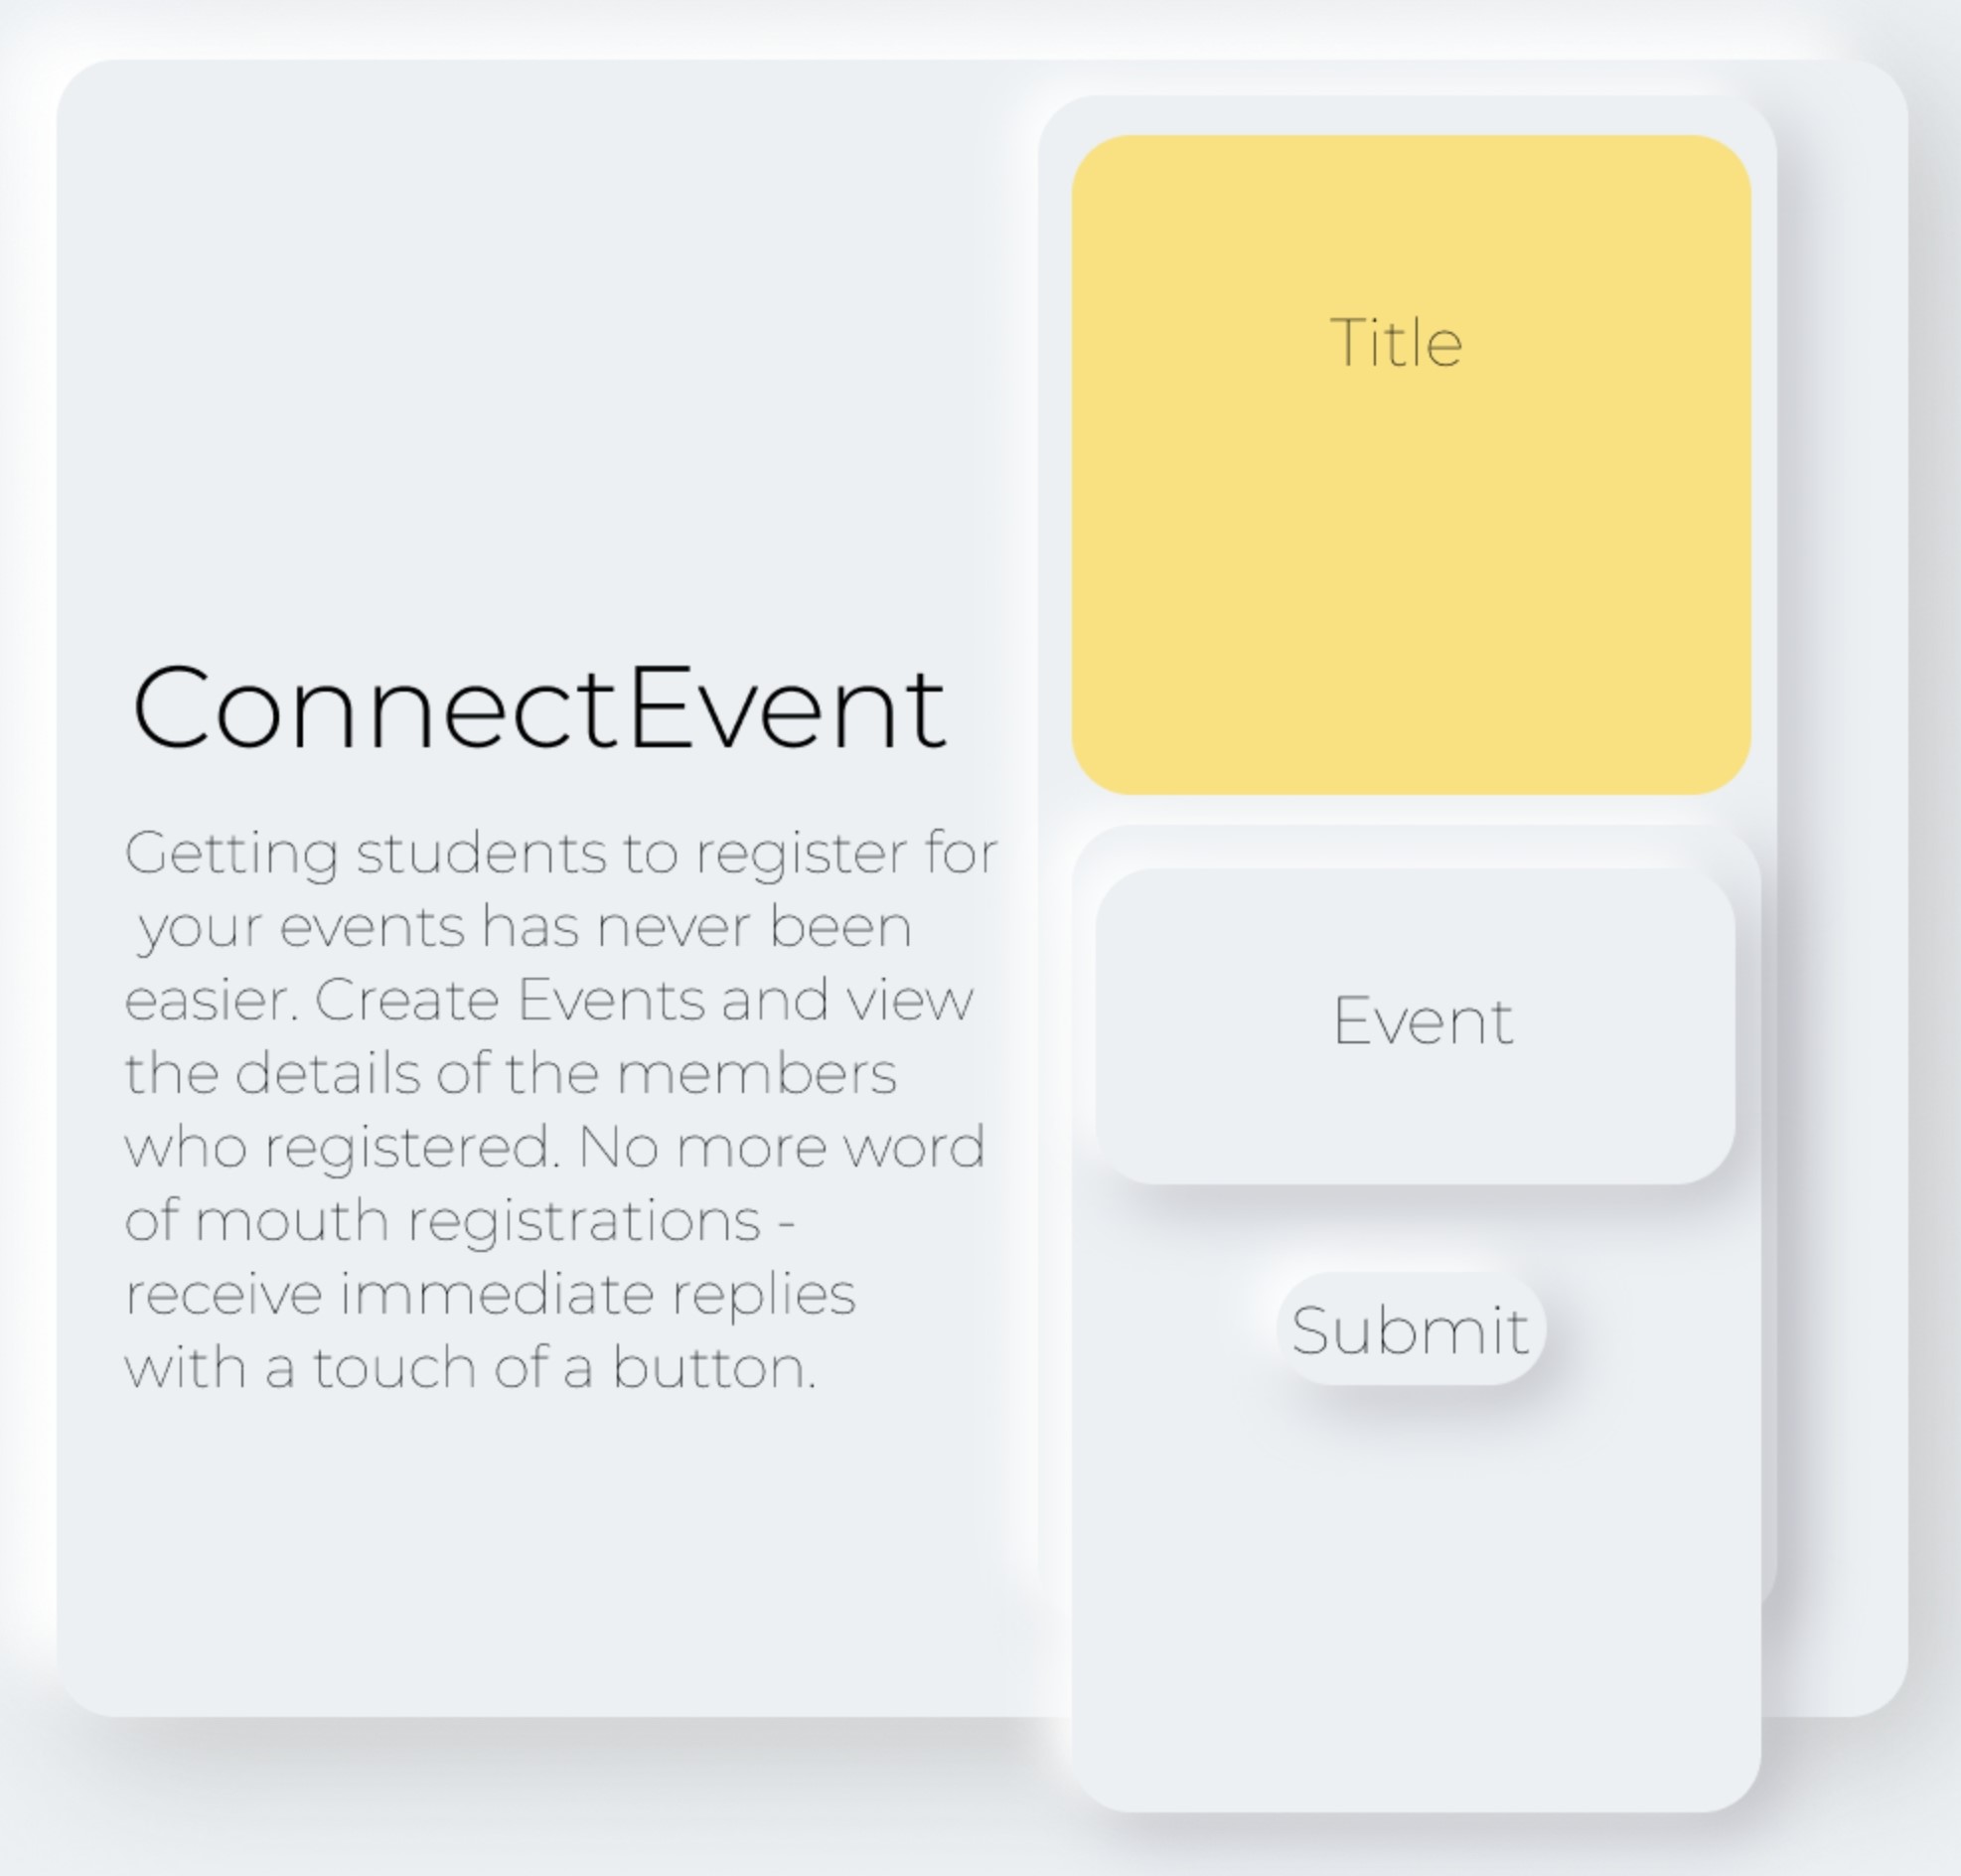 ConnectEvent
Getting students to register for
your events has never been
easier. Create Events and view
the details of the members
who registered. No more word
of mouth registrations -
receive immediate replies
with a touch of a button.
Title
Event
Submit